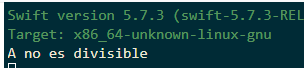 Swift version 5.7.3 (swift-5.7.3-REL
Target: x86_64-unknown-linux-gnu
A no es divisible